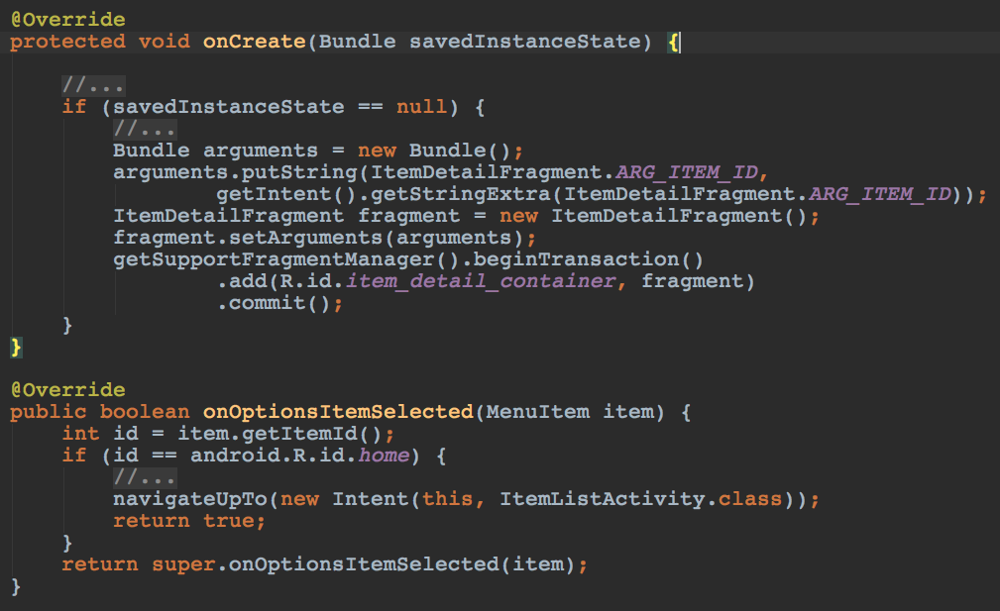 @Override
protected void onCreate(Bundle savedInstanceState) {
//...
if (savedInstanceState == null) {
//...
Bundle arguments = new Bundle();
arguments.putString(ItemDetailFragment.ARG_ITEM_ID,
getIntent().getStringExtra(ItemDetailFragment.ARG_ITEM_ID));
ItemDetailFragment fragment = new ItemDetailFragment();
fragment.setArguments(arguments);
getSupportFragmentManager().beginTransaction()
.add(R.id.item_detail_container, fragment)
.commit();
}
}
@Override
public boolean onOptionsItemSelected(MenuItem item) {
int id = item.getItemId();
if (id == android.R.id.home) {
//...
navigateUpTo(new Intent(this, ItemListActivity.class));
return true;
}
return super.onOptionsItemSelected(item);
}